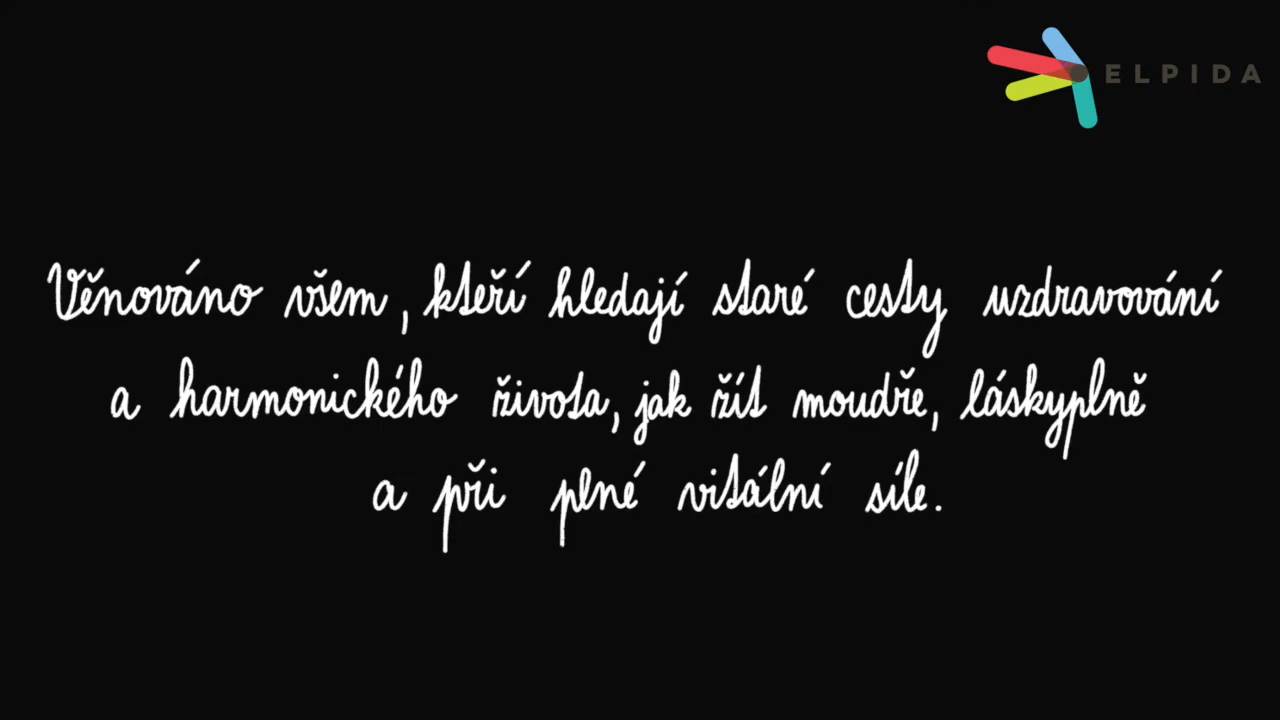 ELPIDA
Věnováno všem, kteří hledají staré cesty uzdravování
a harmonického života, jak žít moudře, láskyplně
a při plné vitální síle.